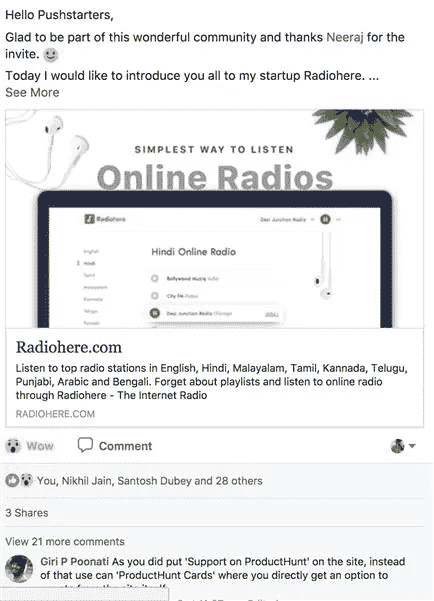 Hello Pushstarters,
Glad to be part of this wonderful community and thanks Neeraj for the
invite.
Today I would like to introduce you all to my startup Radiohere. ...
See More
SIMPLEST WAY TO LISTEN
Online Radios
Radiohere
Desi Junction Radio
English
Hindi
Tamil
Malayalam
Kannada
Telugu
Punjabi
Hindi Online Radio
Bollywood Music India
City FM Dubai
Desi Junction Radio Chicago
Radiohere.com
Listen to top radio stations in English, Hindi, Malayalam, Tamil, Kannada, Telugu,
Punjabi, Arabic and Bengali. Forget about playlists and listen to online radio
through Radiohere - The Internet Radio
RADIOHERE.COM
Wow
Comment
You, Nikhil Jain, Santosh Dubey and 28 others
3 Shares
View 21 more comments
Giri P Poonati As you did put 'Support on ProductHunt' on the site, instead
of that use can 'ProductHunt Cards' where you directly get an option to